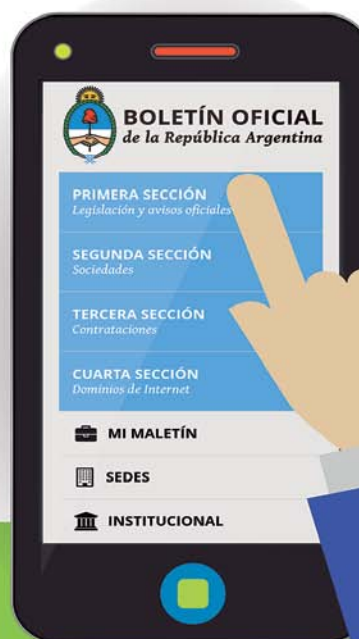 BOLETÍN OFICIAL
de la República Argentina
PRIMERA SECCIÓN
Legislación y avisos oficiales
SEGUNDA SECCIÓN
Sociedades
TERCERA SECCIÓN
Contrataciones
CUARTA SECCIÓN
Dominios de Internet
MI MALETÍN
SEDES
INSTITUCIONAL